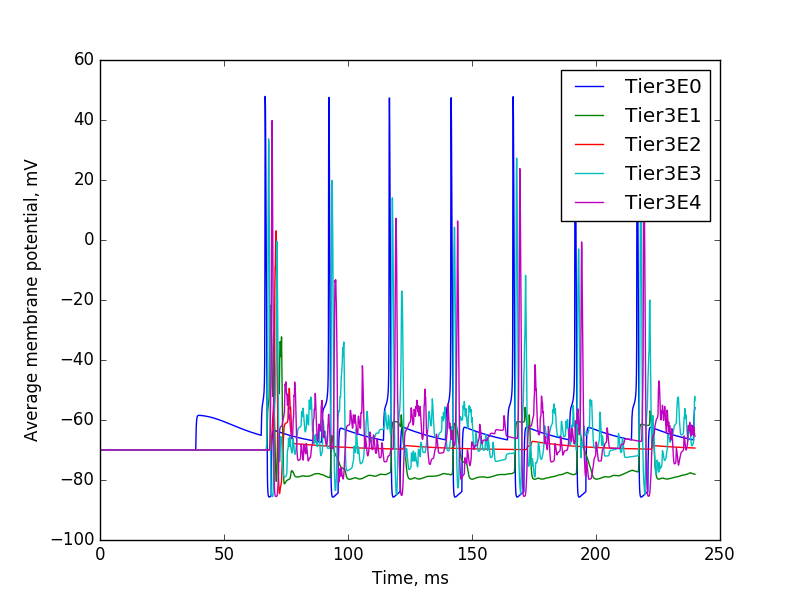 60
40
20
0
−20
−40
−60
−80
−100
Average membrane potential, mV
Tier3E0
Tier3E1
Tier3E2
Tier3E3
Tier3E4
0 50 100 150 200 250
Time, ms